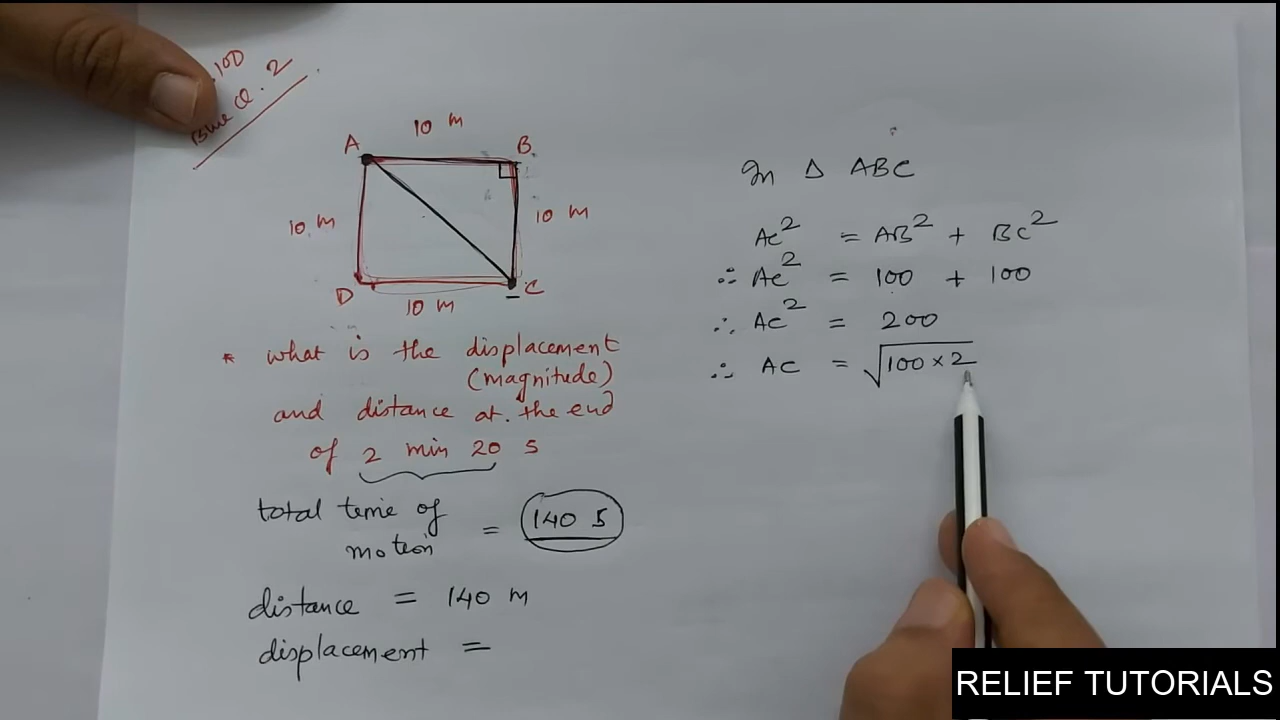 .100
Blue Q. 2
10 m
A
B
10 m
10 m
D
C
10 m
* what is the displacement
(magnitude)
and distance at. the end
of 2 min 20 s
total teme of
motion = 140 s
distance = 140 m
displacement =
In Δ ABC
AC² = AB² + BC²
∴ AC² = 100 + 100
∴ AC² = 200
∴ AC = √100 × 2
RELIEF TUTORIALS